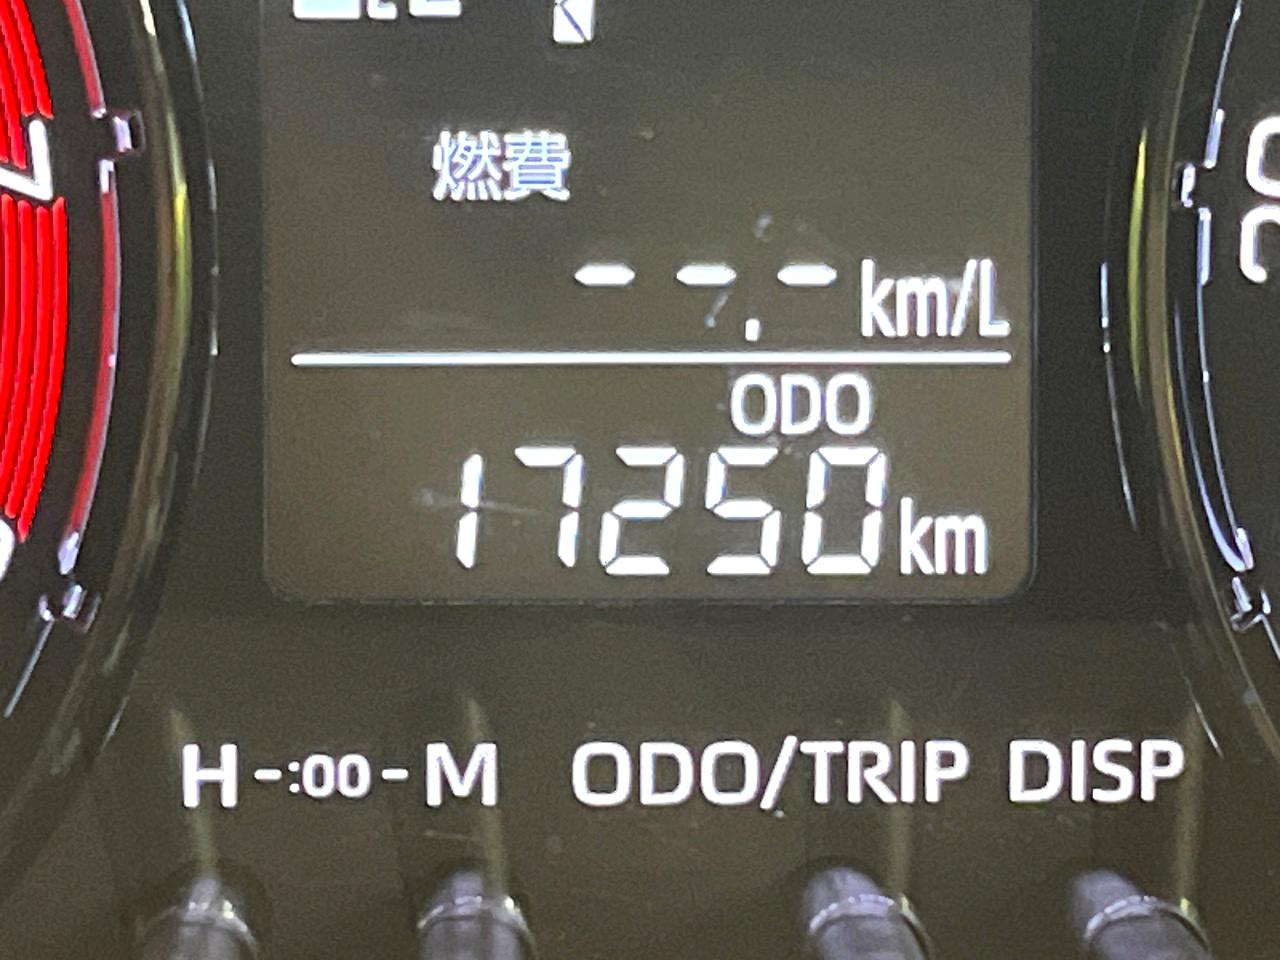 燃費
--.- km/L
ODO
17250 km
H -:00- M ODO/TRIP DISP